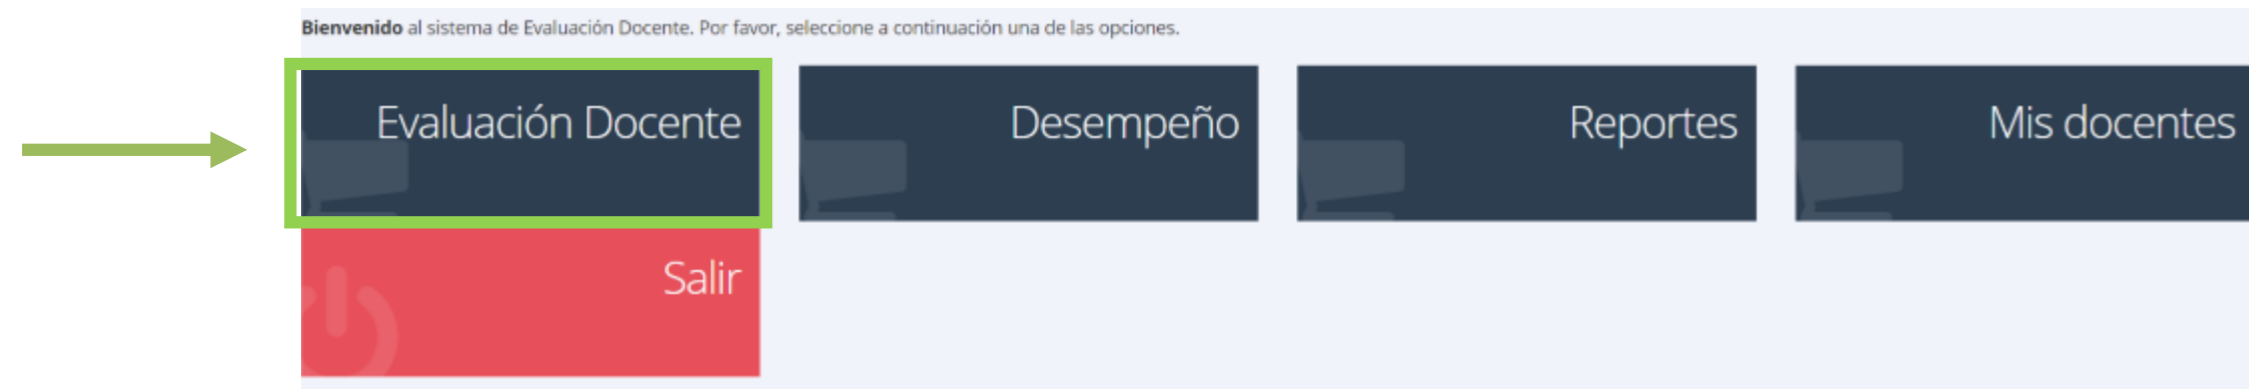 Bienvenido al sistema de Evaluación Docente. Por favor, seleccione a continuación una de las opciones.
Evaluación Docente
Desempeño
Reportes
Mis docentes
Salir